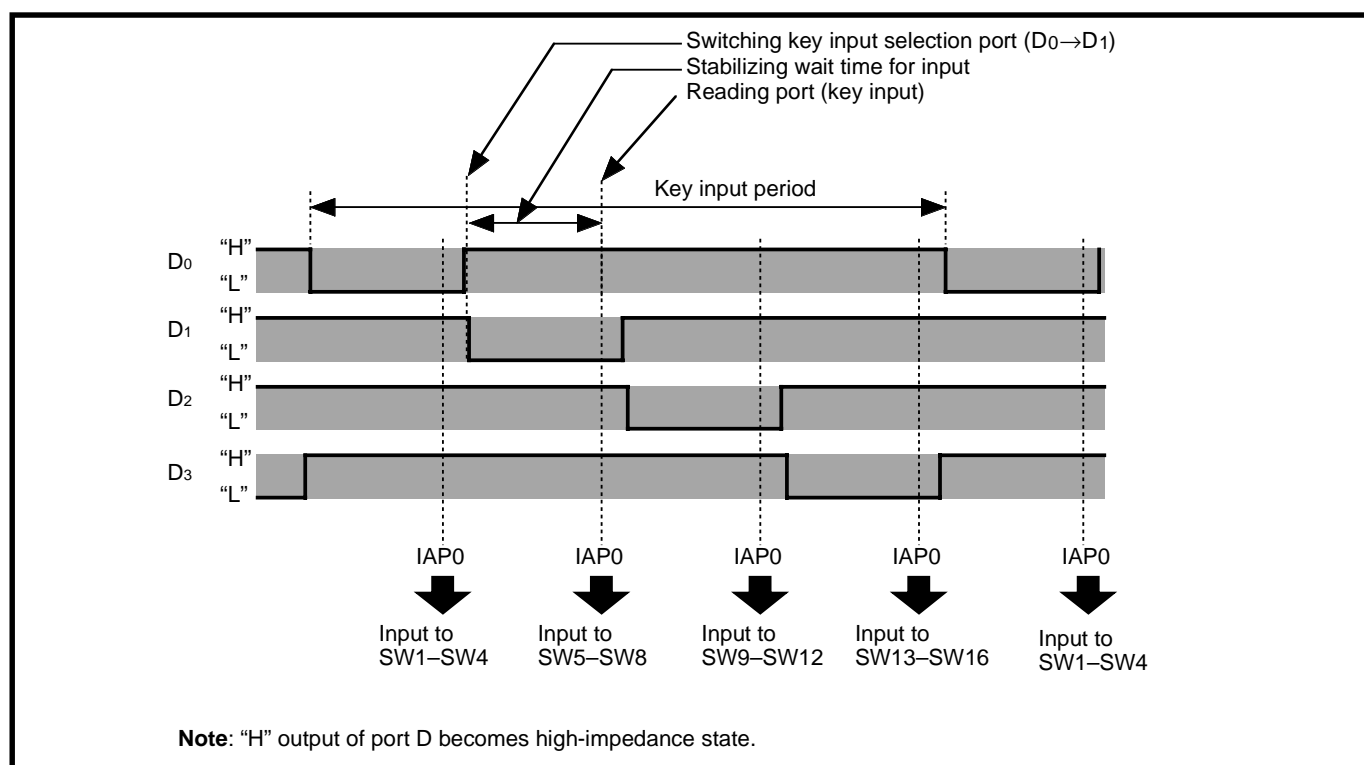 Switching key input selection port (D0→D1)
Stabilizing wait time for input
Reading port (key input)
Key input period
D0 “H”
“L”
D1 “H”
“L”
D2 “H”
“L”
D3 “H”
“L”
IAP0 IAP0 IAP0 IAP0 IAP0
Input to SW1–SW4
Input to SW5–SW8
Input to SW9–SW12
Input to SW13–SW16
Input to SW1–SW4
Note: “H” output of port D becomes high-impedance state.